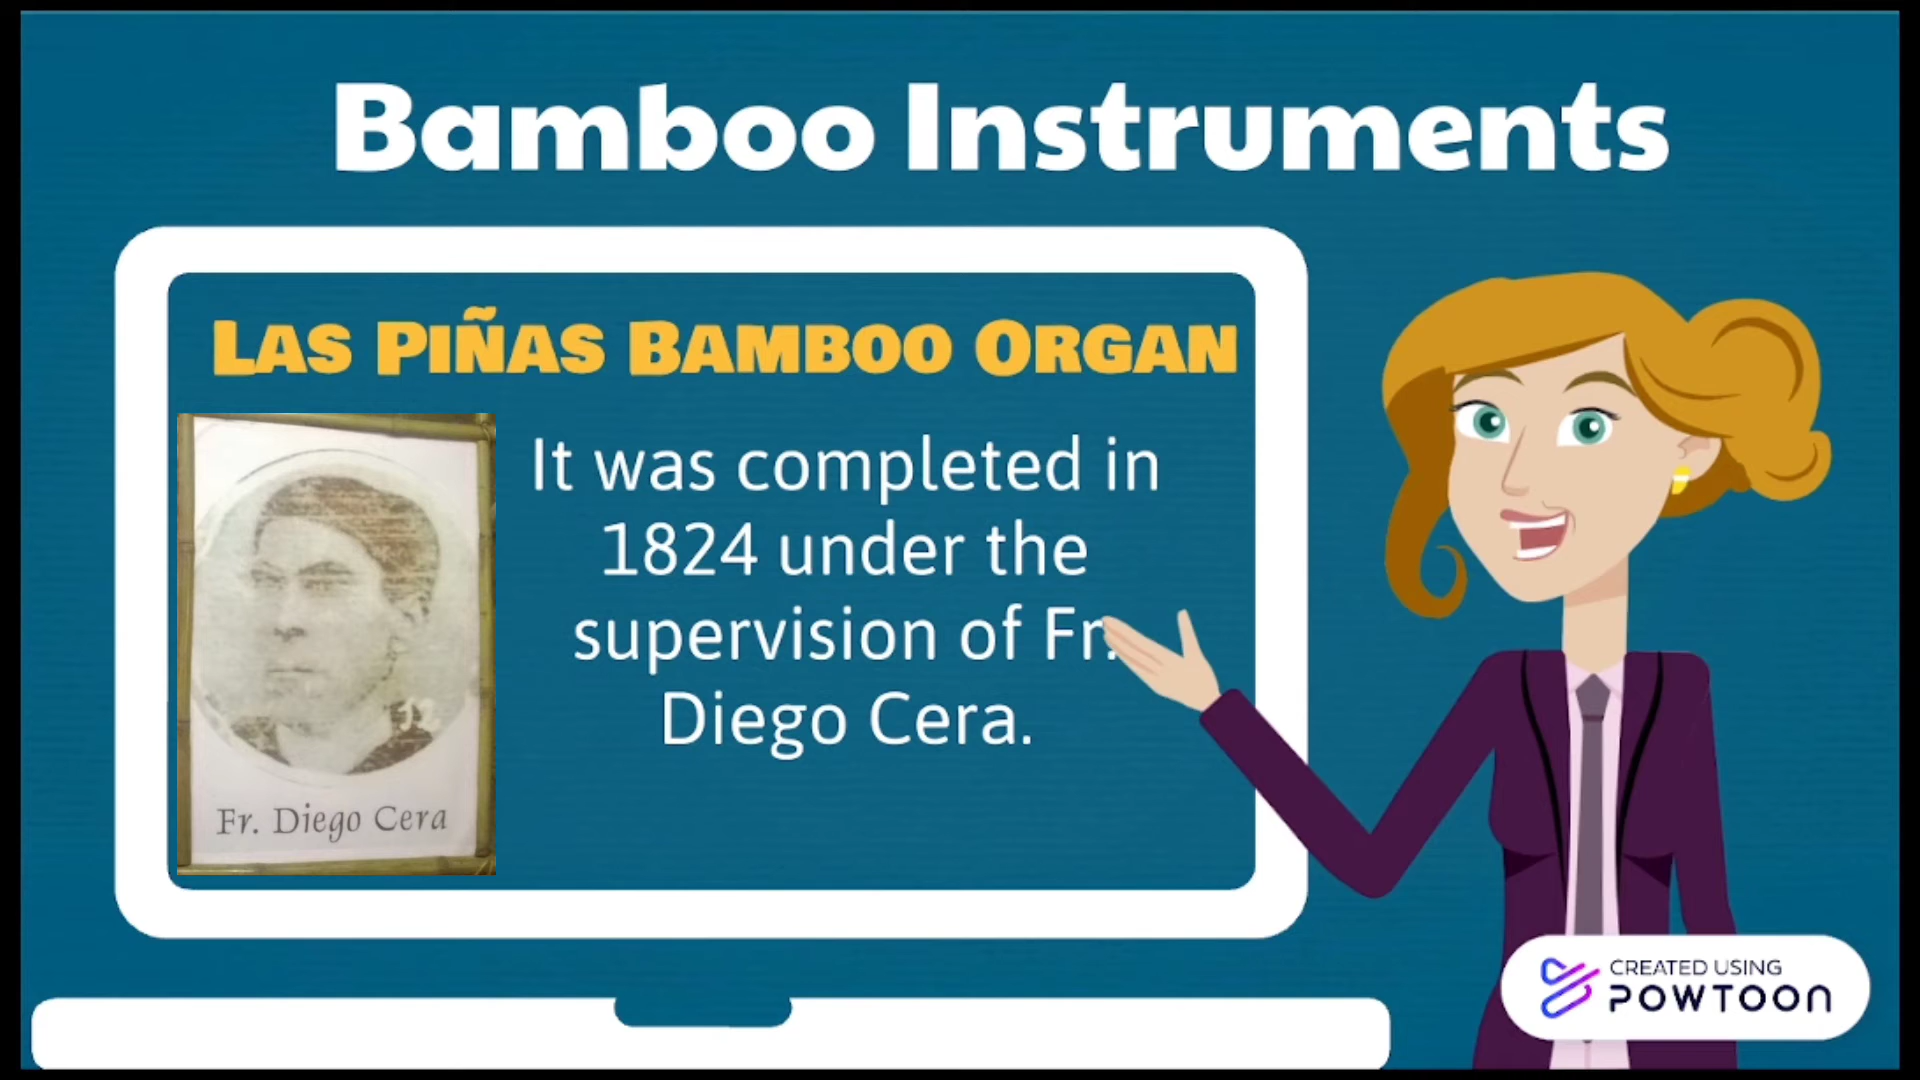 Bamboo Instruments
LAS PIÑAS BAMBOO ORGAN
It was completed in
1824 under the
supervision of Fr.
Diego Cera.
Fr. Diego Cera
CREATED USING
POWTOON